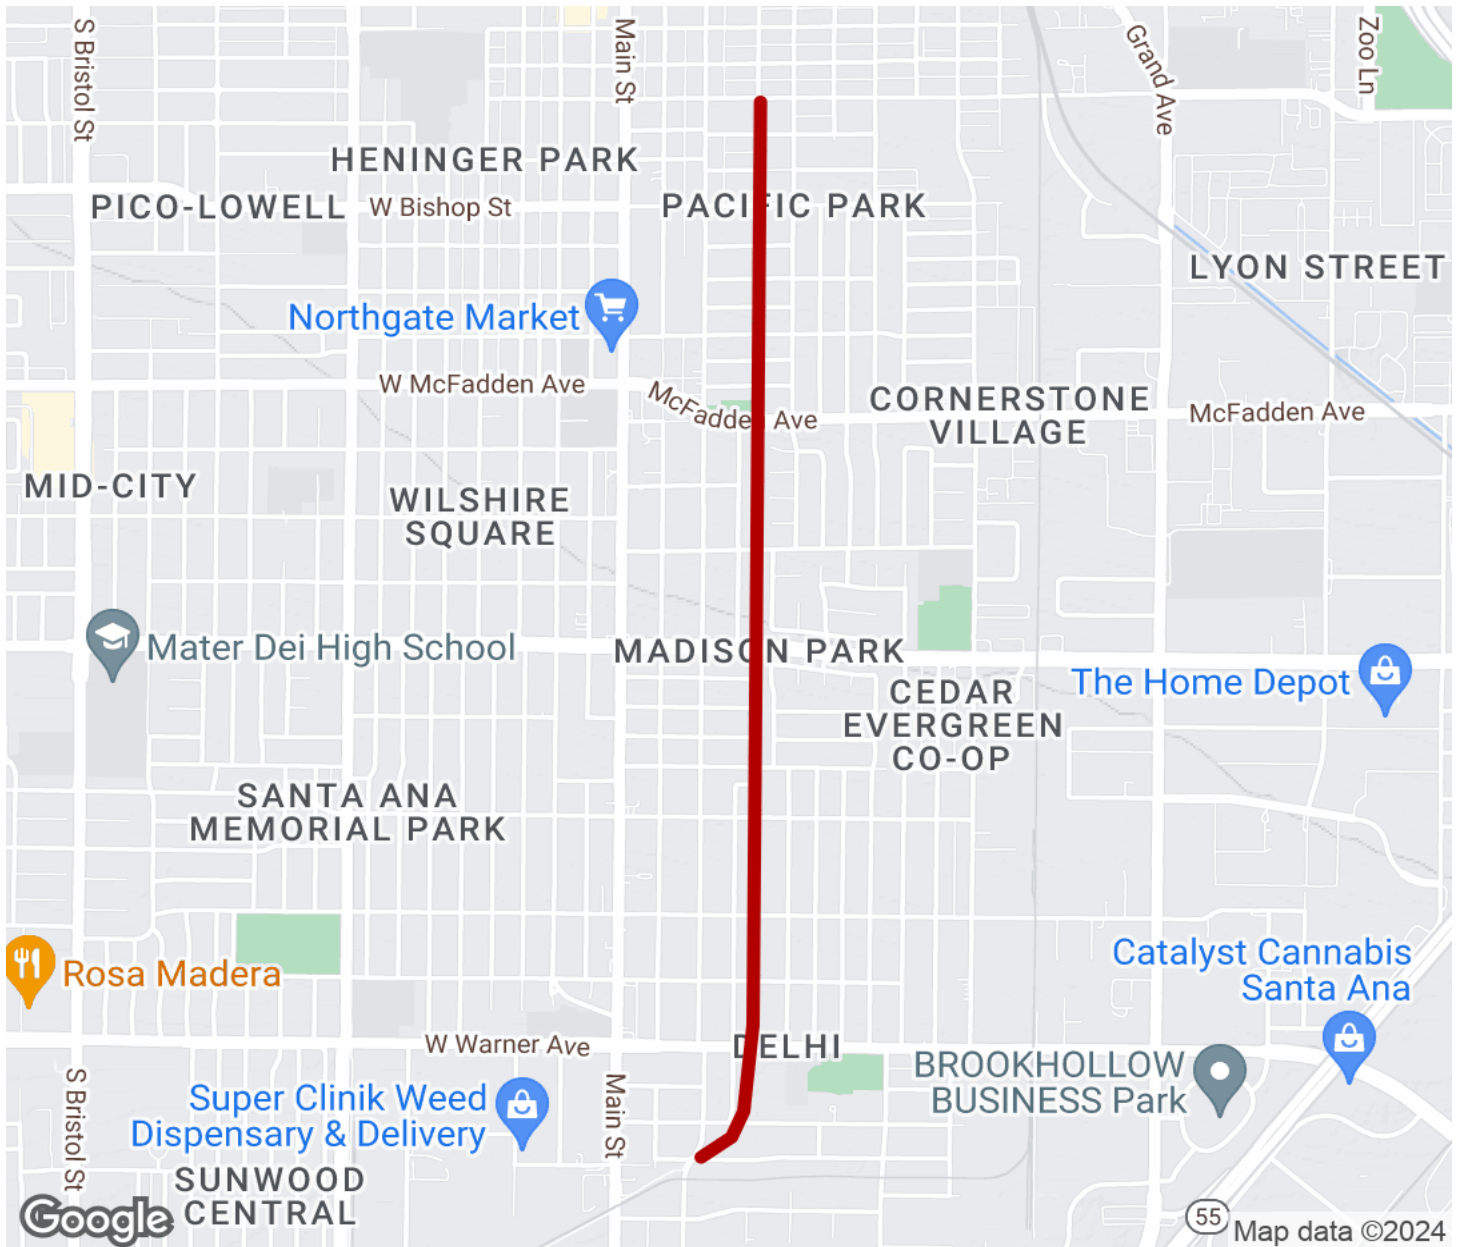 S Bristol St
Main St
Grand Ave
Zoo Ln
HENINGER PARK
PICO-LOWELL
W Bishop St
PACIFIC PARK
LYON STREET
Northgate Market
W McFadden Ave
McFadden Ave
CORNERSTONE
VILLAGE
McFadden Ave
MID-CITY
WILSHIRE
SQUARE
Mater Dei High School
MADISON PARK
The Home Depot
CEDAR
EVERGREEN
CO-OP
SANTA ANA
MEMORIAL PARK
Rosa Madera
Catalyst Cannabis
Santa Ana
W Warner Ave
DELHI
BROOKHOLLOW
BUSINESS Park
S Bristol St
Super Clinik Weed
Dispensary & Delivery
Main St
SUNWOOD
CENTRAL
Google
55
Map data ©2024